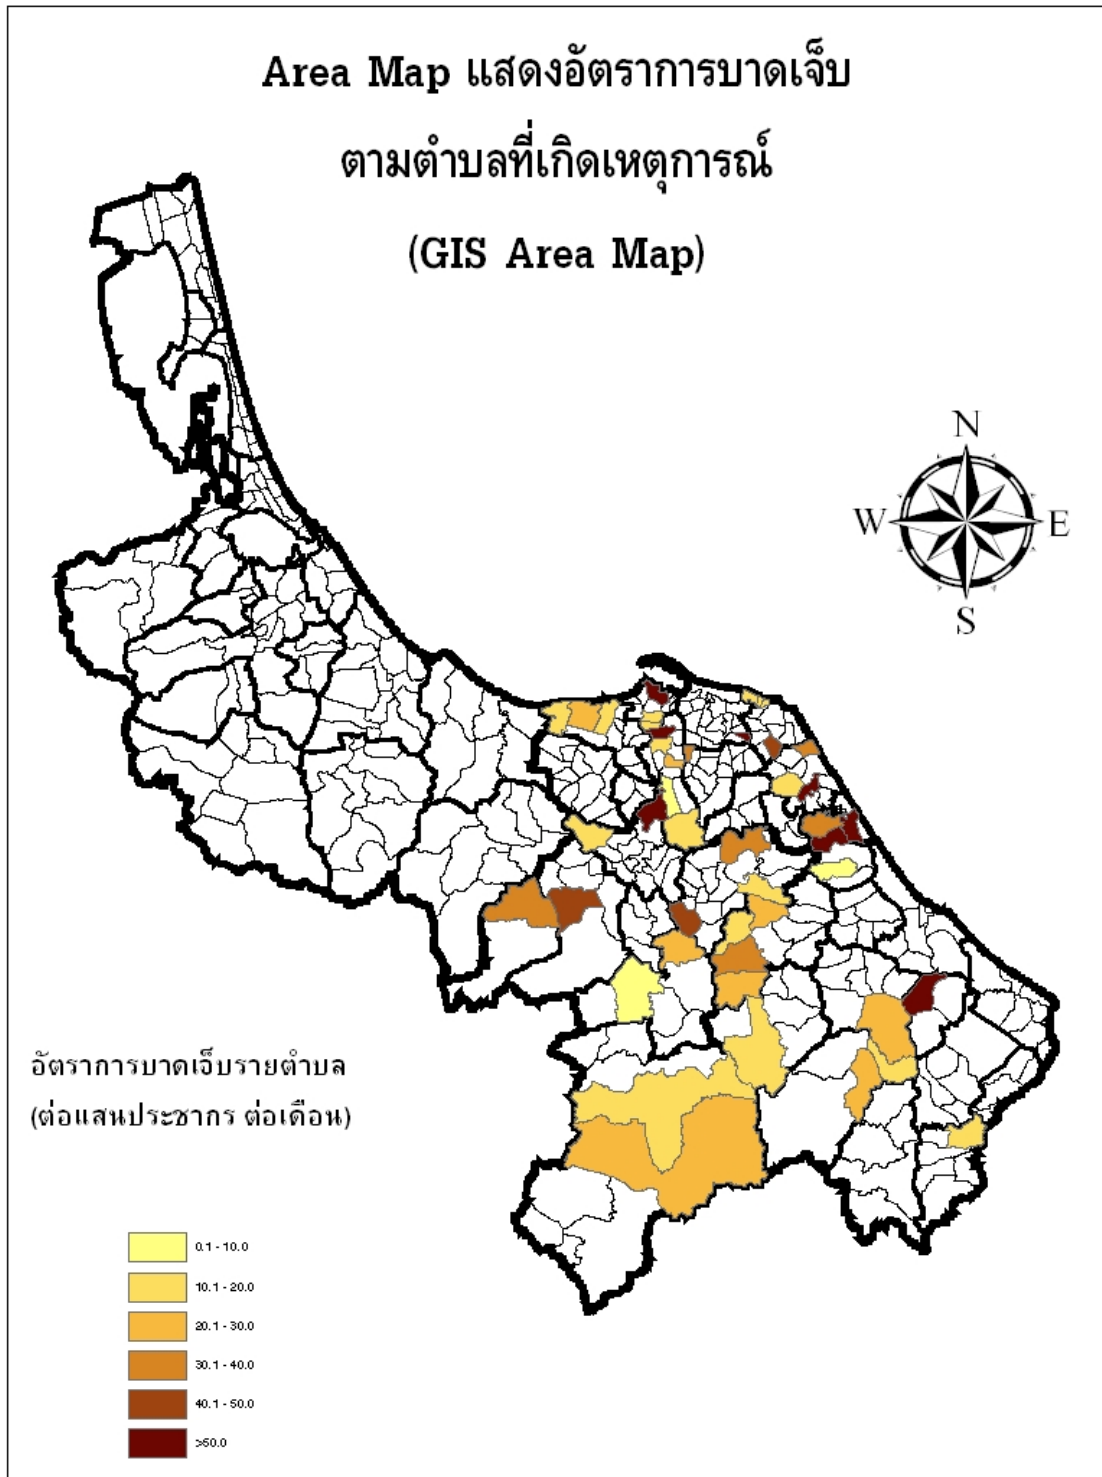 Area Map แสดงอัตราการบาดเจ็บ
ตามตำบลที่เกิดเหตุการณ์
(GIS Area Map)
N
W E
S
อัตราการบาดเจ็บรายตำบล
(ต่อแสนประชากร ต่อเดือน)
0.1 - 10.0
10.1 - 20.0
20.1 - 30.0
30.1 - 40.0
40.1 - 50.0
>50.0